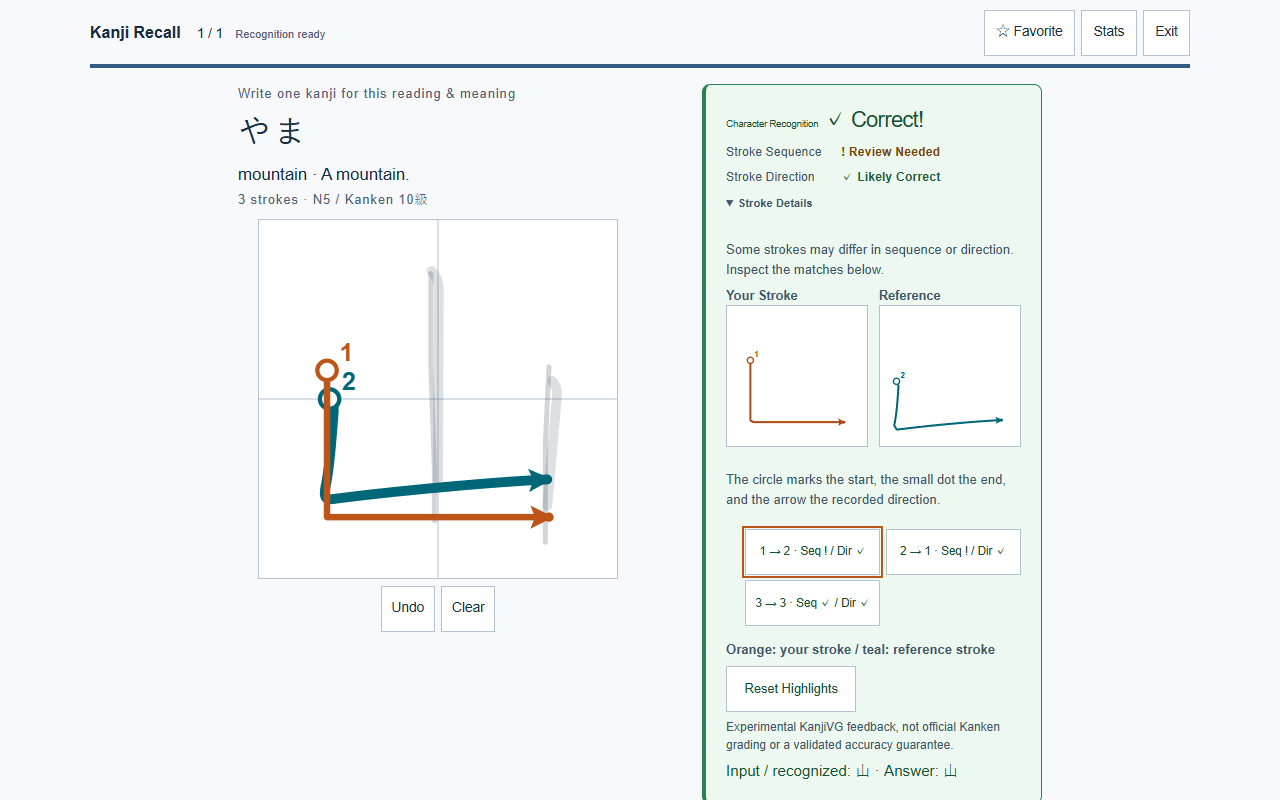 Kanji Recall 1 / 1 Recognition ready ☆ Favorite Stats Exit
Write one kanji for this reading & meaning
やま
mountain · A mountain.
3 strokes · N5 / Kanken 10級
1
2
Undo Clear
Character Recognition ✓ Correct!
Stroke Sequence ! Review Needed
Stroke Direction ✓ Likely Correct
▼ Stroke Details
Some strokes may differ in sequence or direction.
Inspect the matches below.
Your Stroke Reference
1 2
The circle marks the start, the small dot the end,
and the arrow the recorded direction.
1 → 2 · Seq ! / Dir ✓ 2 → 1 · Seq ! / Dir ✓
3 → 3 · Seq ✓ / Dir ✓
Orange: your stroke / teal: reference stroke
Reset Highlights
Experimental KanjiVG feedback, not official Kanken
grading or a validated accuracy guarantee.
Input / recognized: 山 · Answer: 山